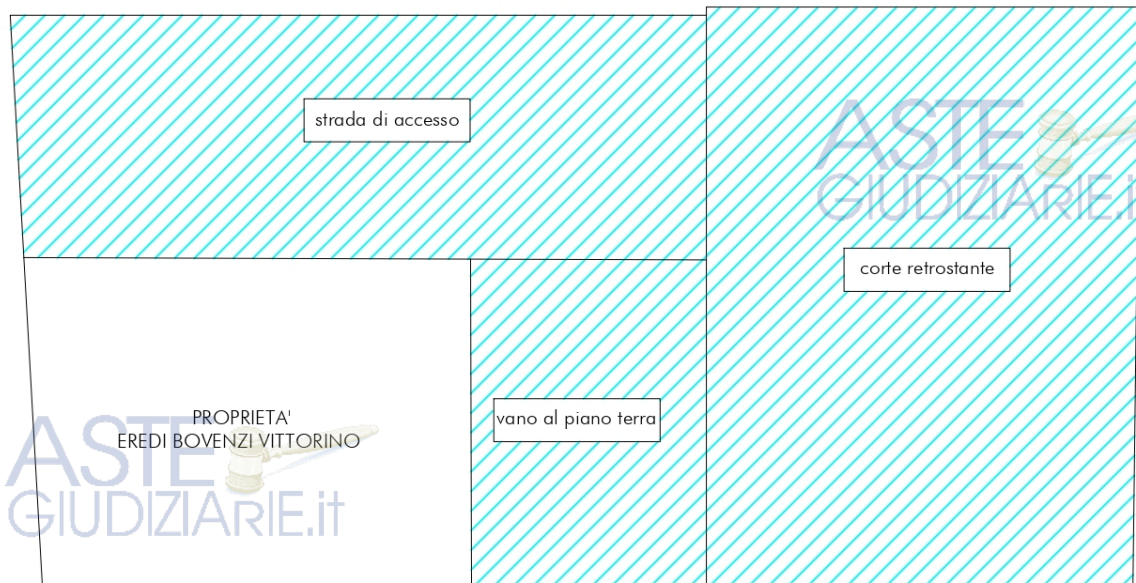 strada di accesso
ASTE
GIUDIZIARIE.it
corte retrostante
vano al piano terra
PROPRIETA'
EREDI BOVENZI VITTORINO
ASTE
GIUDIZIARIE.it